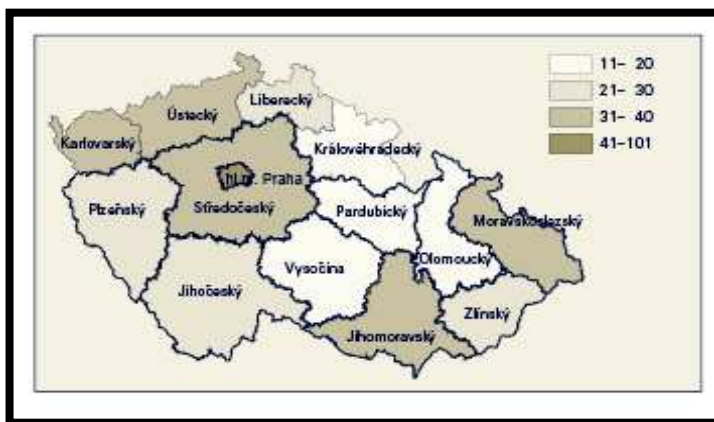 11- 20
21- 30
31- 40
41-101
Liberecký
Ústecký
Karlovarský
Královéhradecký
hl.m. Praha
Plzeňský
Středočeský
Pardubický
Moravskoslezský
Olomoucký
Vysočina
Jihočeský
Zlínský
Jihomoravský